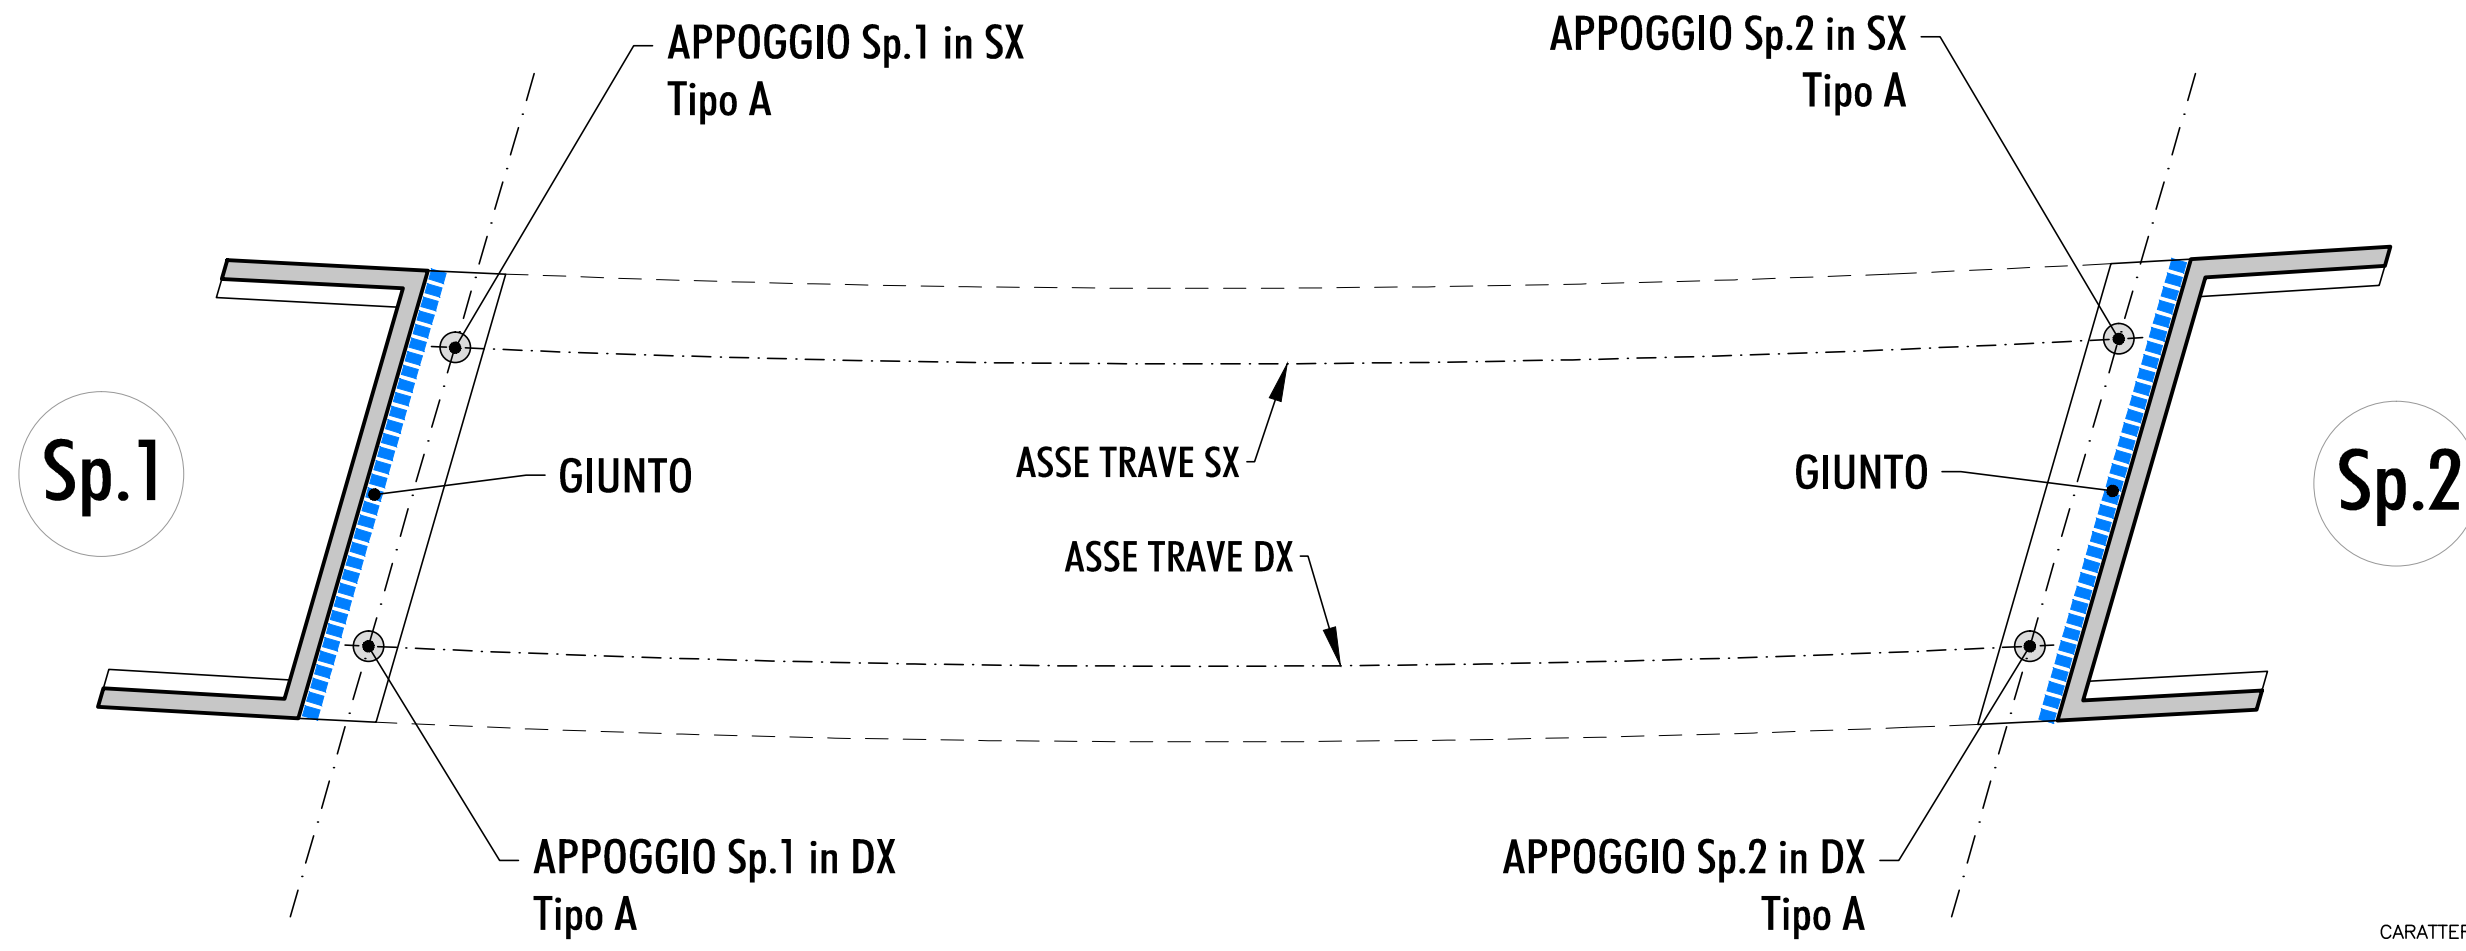 APPOGGIO Sp.1 in SX
Tipo A
APPOGGIO Sp.2 in SX
Tipo A
Sp.1
GIUNTO
ASSE TRAVE SX
ASSE TRAVE DX
GIUNTO
Sp.2
APPOGGIO Sp.1 in DX
Tipo A
APPOGGIO Sp.2 in DX
Tipo A